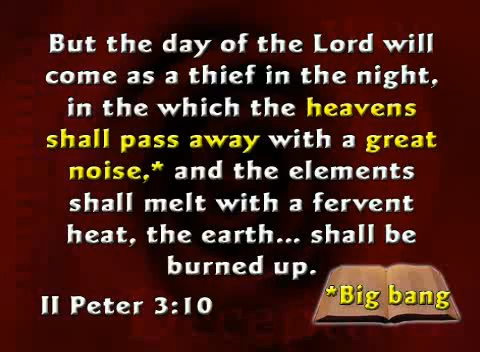 But the day of the Lord will
come as a thief in the night,
in the which the heavens
shall pass away with a great
noise,* and the elements
shall melt with a fervent
heat, the earth... shall be
burned up.
*Big bang
II Peter 3:10